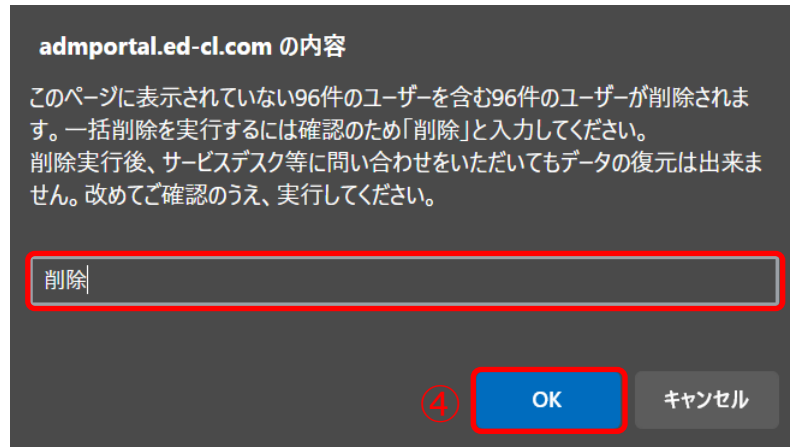 admportal.ed-cl.com の内容
このページに表示されていない96件のユーザーを含む96件のユーザーが削除されま
す。一括削除を実行するには確認のため「削除」と入力してください。
削除実行後、サービスデスク等に問い合わせをいただいてもデータの復元は出来ま
せん。改めてご確認のうえ、実行してください。
削除
④ OK キャンセル